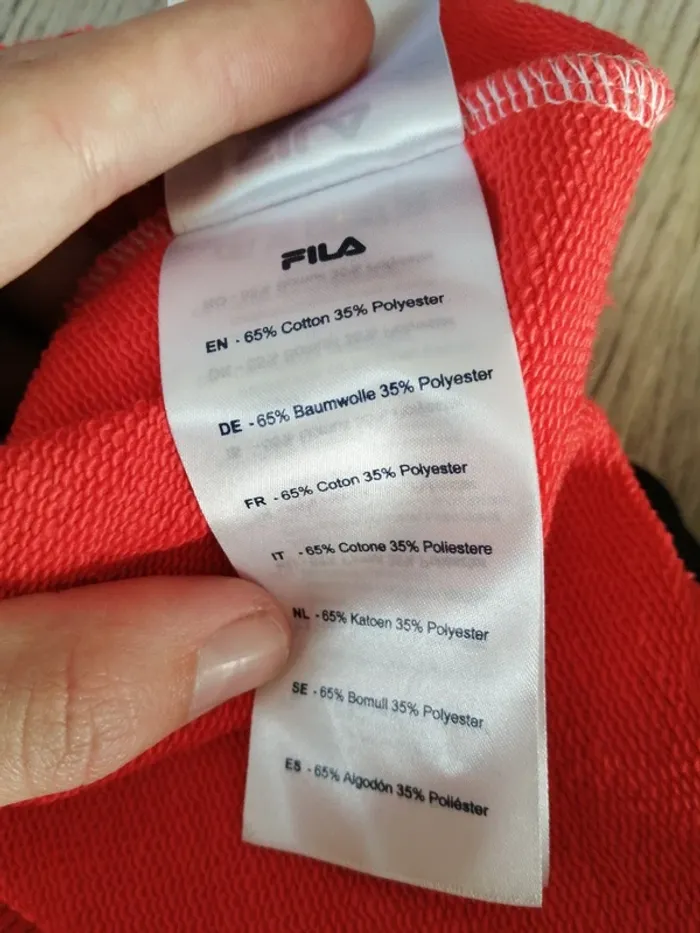 FILA
EN - 65% Cotton 35% Polyester
DE - 65% Baumwolle 35% Polyester
FR - 65% Coton 35% Polyester
IT - 65% Cotone 35% Poliestere
NL - 65% Katoen 35% Polyester
SE - 65% Bomull 35% Polyester
ES - 65% Algodón 35% Poliéster